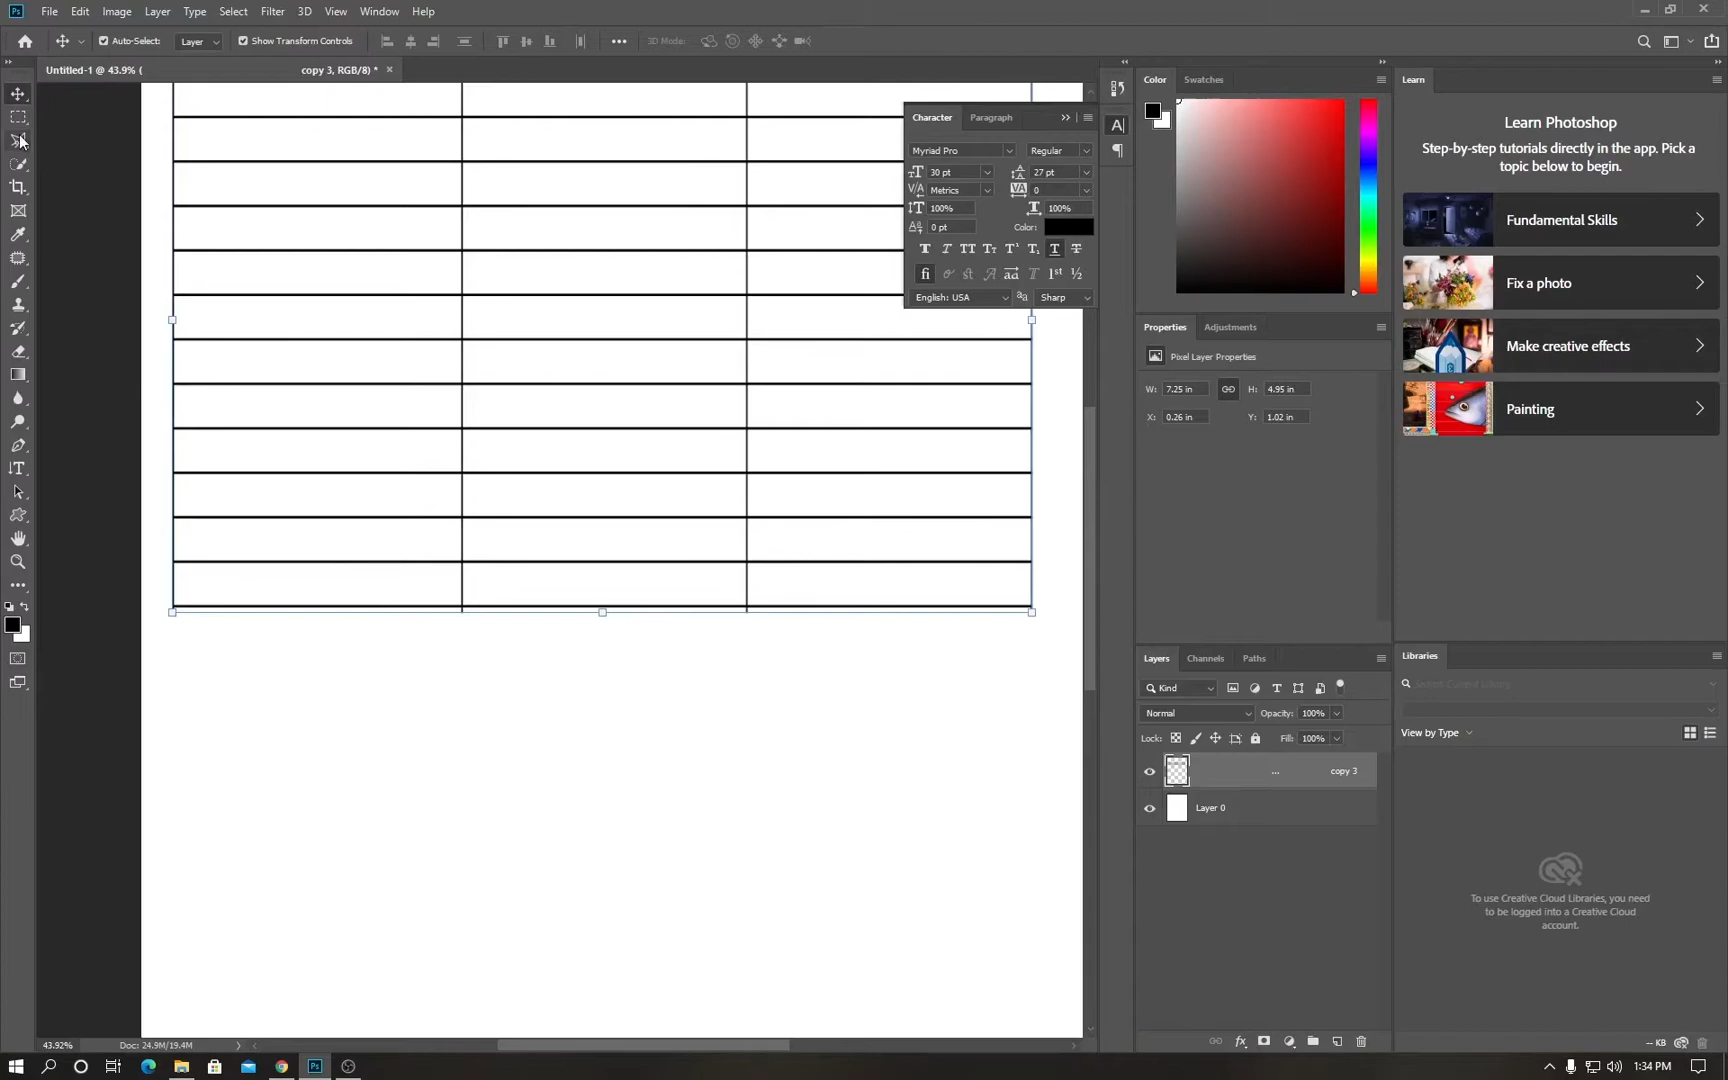 Ps File Edit Image Layer Type Select Filter 3D View Window Help
Auto-Select: Layer Show Transform Controls 3D Mode:
Untitled-1 @ 43.9% ( copy 3, RGB/8) *
Character Paragraph
Myriad Pro Regular
30 pt 27 pt
Metrics 0
100% 100%
0 pt Color:
English: USA Sharp
Color Swatches
Properties Adjustments
Pixel Layer Properties
W: 7.25 in H: 4.95 in
X: 0.26 in Y: 1.02 in
Layers Channels Paths
Kind
Normal Opacity: 100%
Lock: Fill: 100%
... copy 3
Layer 0
Learn
Learn Photoshop
Step-by-step tutorials directly in the app. Pick a
topic below to begin.
Fundamental Skills
Fix a photo
Make creative effects
Painting
Libraries
Search Current Library
View by Type
To use Creative Cloud Libraries, you need
to be logged into a Creative Cloud
account.
-- KB
43.92% Doc: 24.9M/19.4M
Ps 1:34 PM